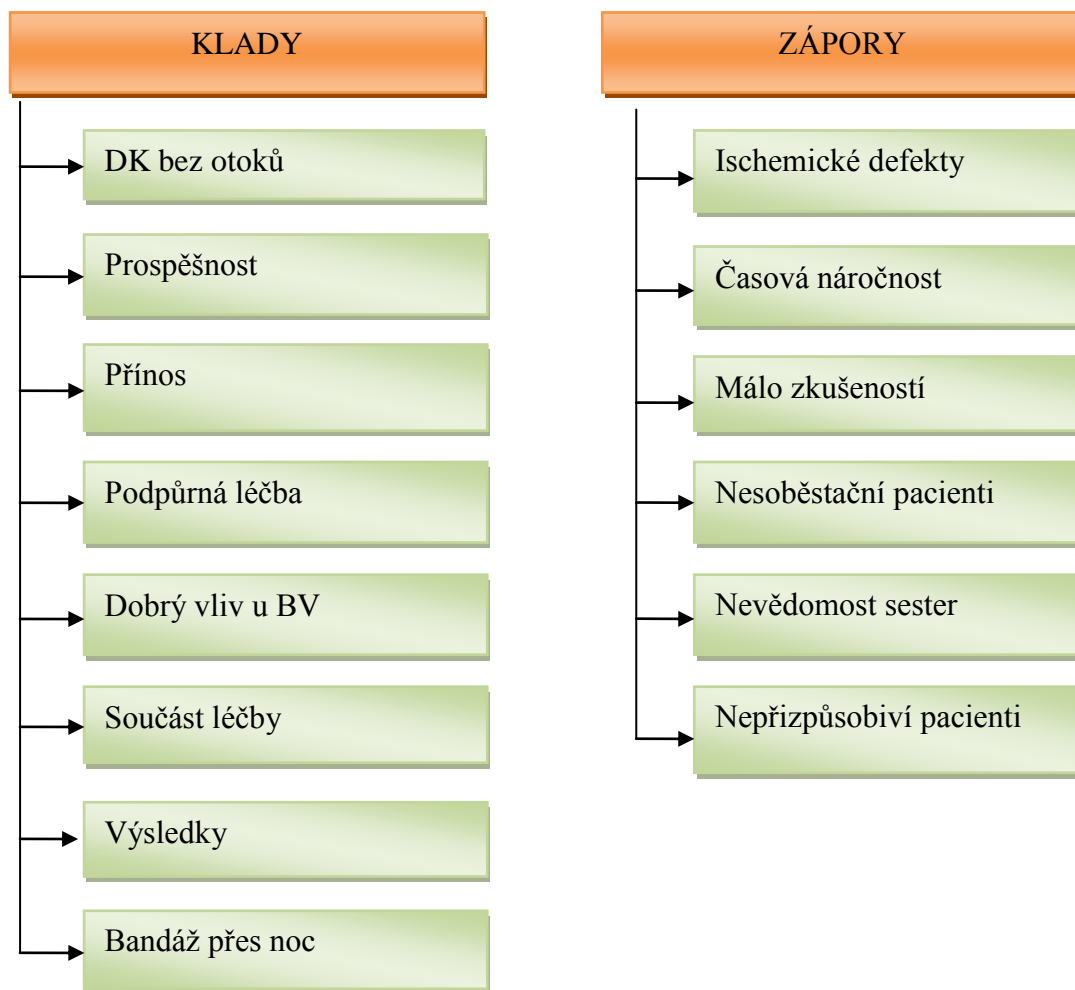 KLADY
DK bez otoků
Prospěšnost
Přínos
Podpůrná léčba
Dobrý vliv u BV
Součást léčby
Výsledky
Bandáž přes noc
ZÁPORY
Ischemické defekty
Časová náročnost
Málo zkušeností
Nesoběstační pacienti
Nevědomost sester
Nepřizpůsobiví pacienti